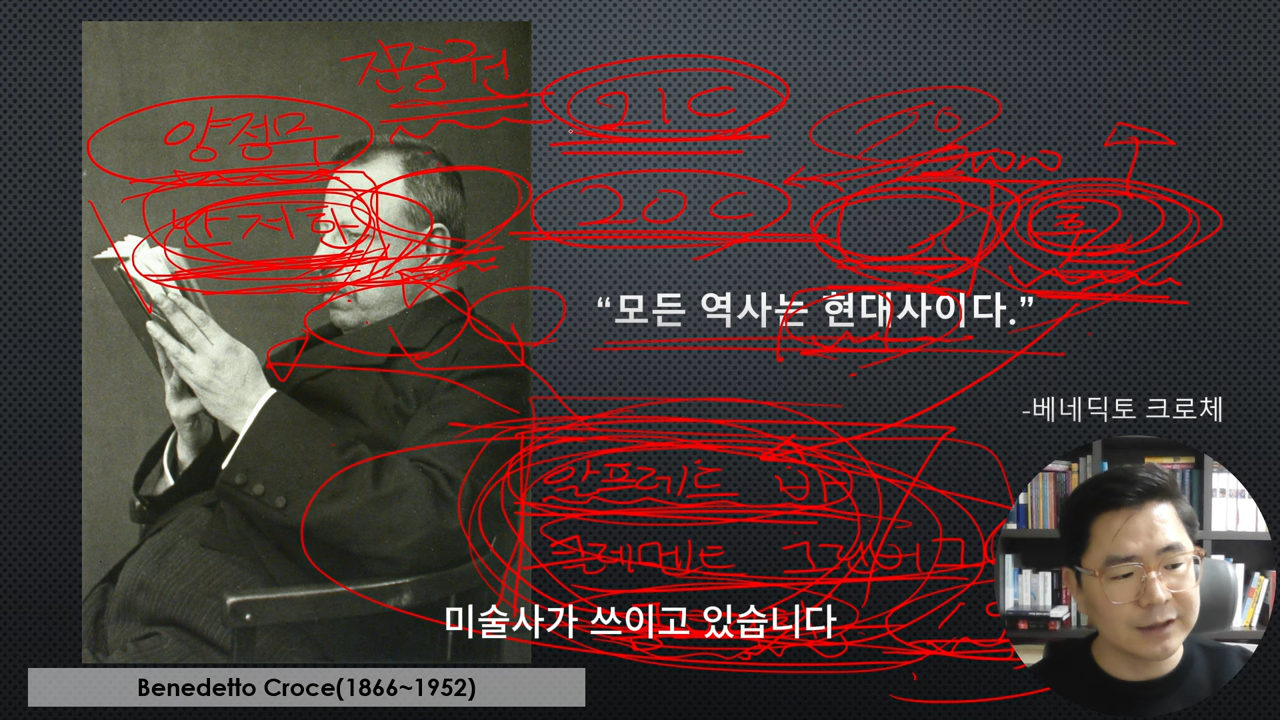 진중권
21C
양정무
20C
안지하
"모든 역사는 현대사이다."
-베네딕토 크로체
알프레드 바
클레멘트 그리버그
미술사가 쓰이고 있습니다
Benedetto Croce(1866~1952)